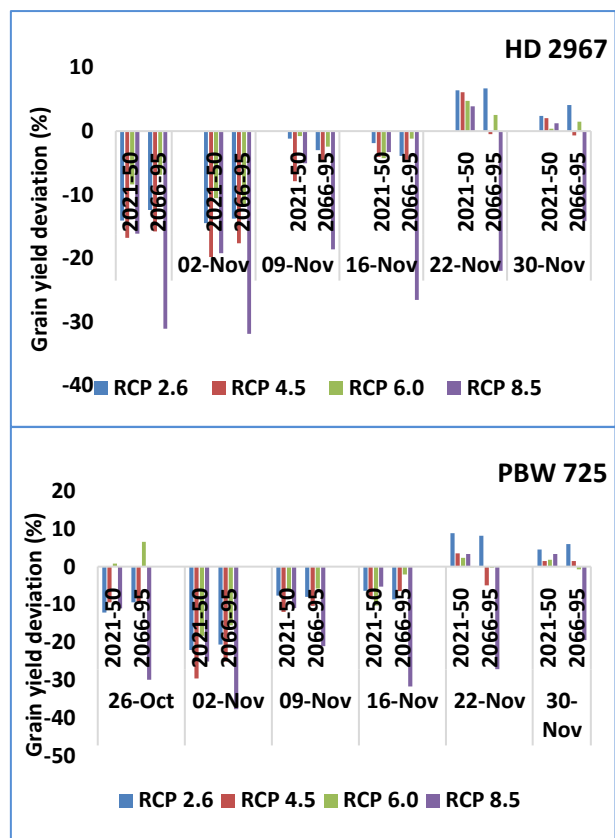 HD 2967
Grain yield deviation (%)
10
0
-10
-20
-30
-40
2021-50
2066-95
2021-50
2066-95
2021-50
2066-95
2021-50
2066-95
2021-50
2066-95
2021-50
2066-95
02-Nov
09-Nov
16-Nov
22-Nov
30-Nov
RCP 2.6 RCP 4.5 RCP 6.0 RCP 8.5
PBW 725
Grain yield deviation (%)
20
10
0
-10
-20
-30
-40
-50
2021-50
2066-95
2021-50
2066-95
2021-50
2066-95
2021-50
2066-95
2021-50
2066-95
2021-50
2066-95
26-Oct
02-Nov
09-Nov
16-Nov
22-Nov
30-
Nov
RCP 2.6 RCP 4.5 RCP 6.0 RCP 8.5